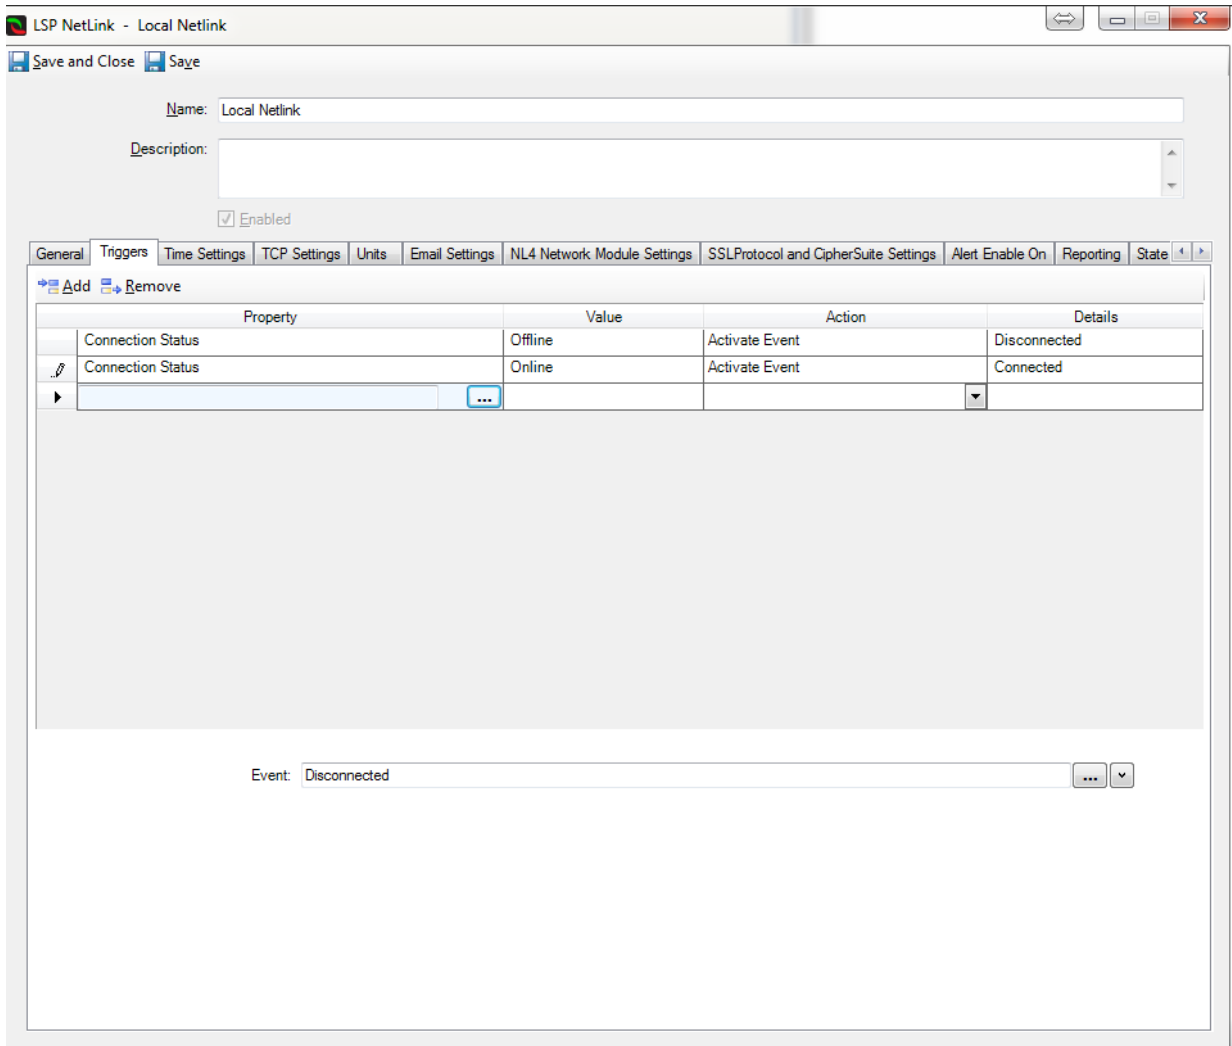 LSP NetLink - Local Netlink
Save and Close Save
Name: Local Netlink
Description:
Enabled
General Triggers Time Settings TCP Settings Units Email Settings NL4 Network Module Settings SSLProtocol and CipherSuite Settings Alert Enable On Reporting State
Add Remove
Property Value Action Details
Connection Status Offline Activate Event Disconnected
Connection Status Online Activate Event Connected
...
Event: Disconnected ...